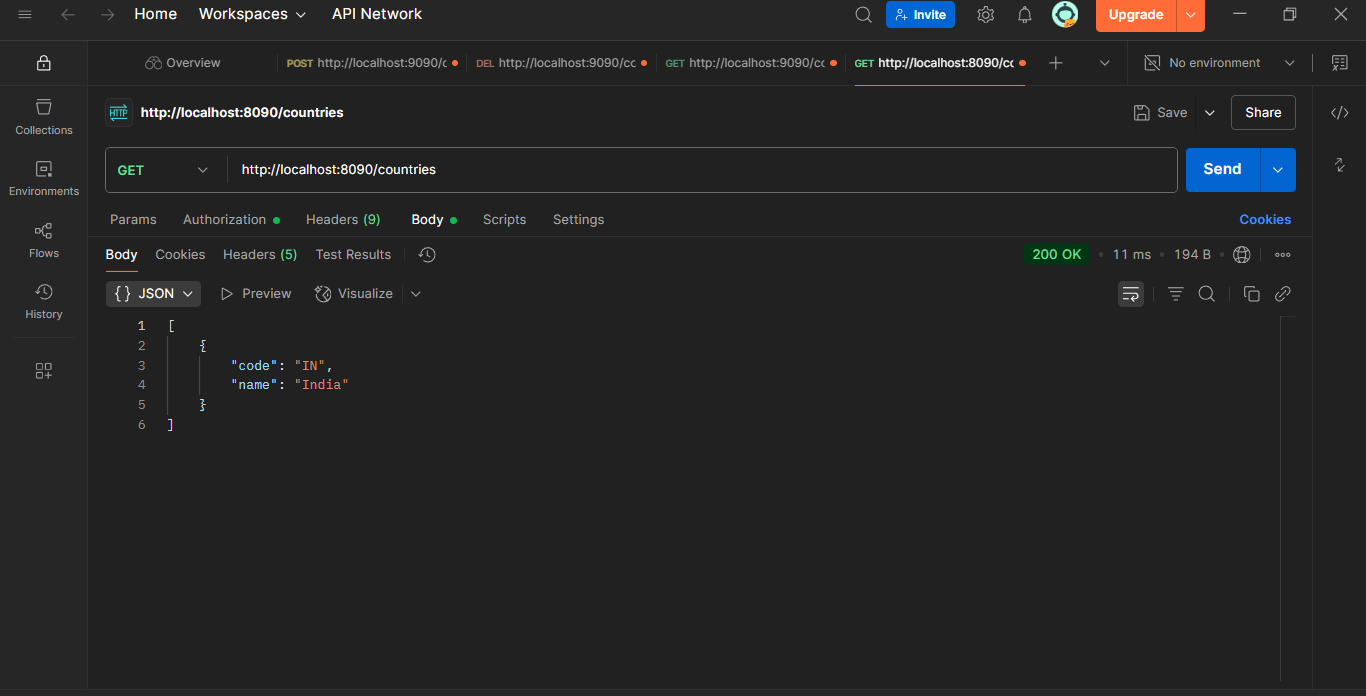 Home Workspaces API Network Invite Upgrade
Overview POST http://localhost:9090/c DEL http://localhost:9090/cc GET http://localhost:9090/cc GET http://localhost:8090/cc No environment
HTTP http://localhost:8090/countries Save Share
Collections
GET http://localhost:8090/countries Send
Environments
Params Authorization Headers (9) Body Scripts Settings Cookies
Flows
Body Cookies Headers (5) Test Results 200 OK 11 ms 194 B
{} JSON Preview Visualize
History
1 [
2 {
3 "code": "IN",
4 "name": "India"
5 }
6 ]